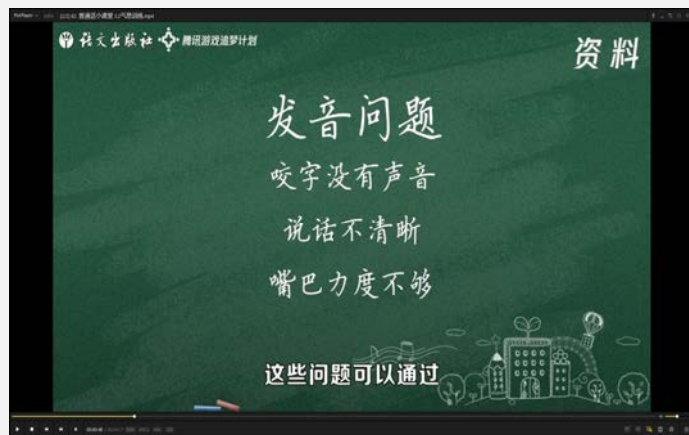 语文出版社 腾讯游戏追梦计划
资料
发音问题
咬字没有声音
说话不清晰
嘴巴力度不够
这些问题可以通过